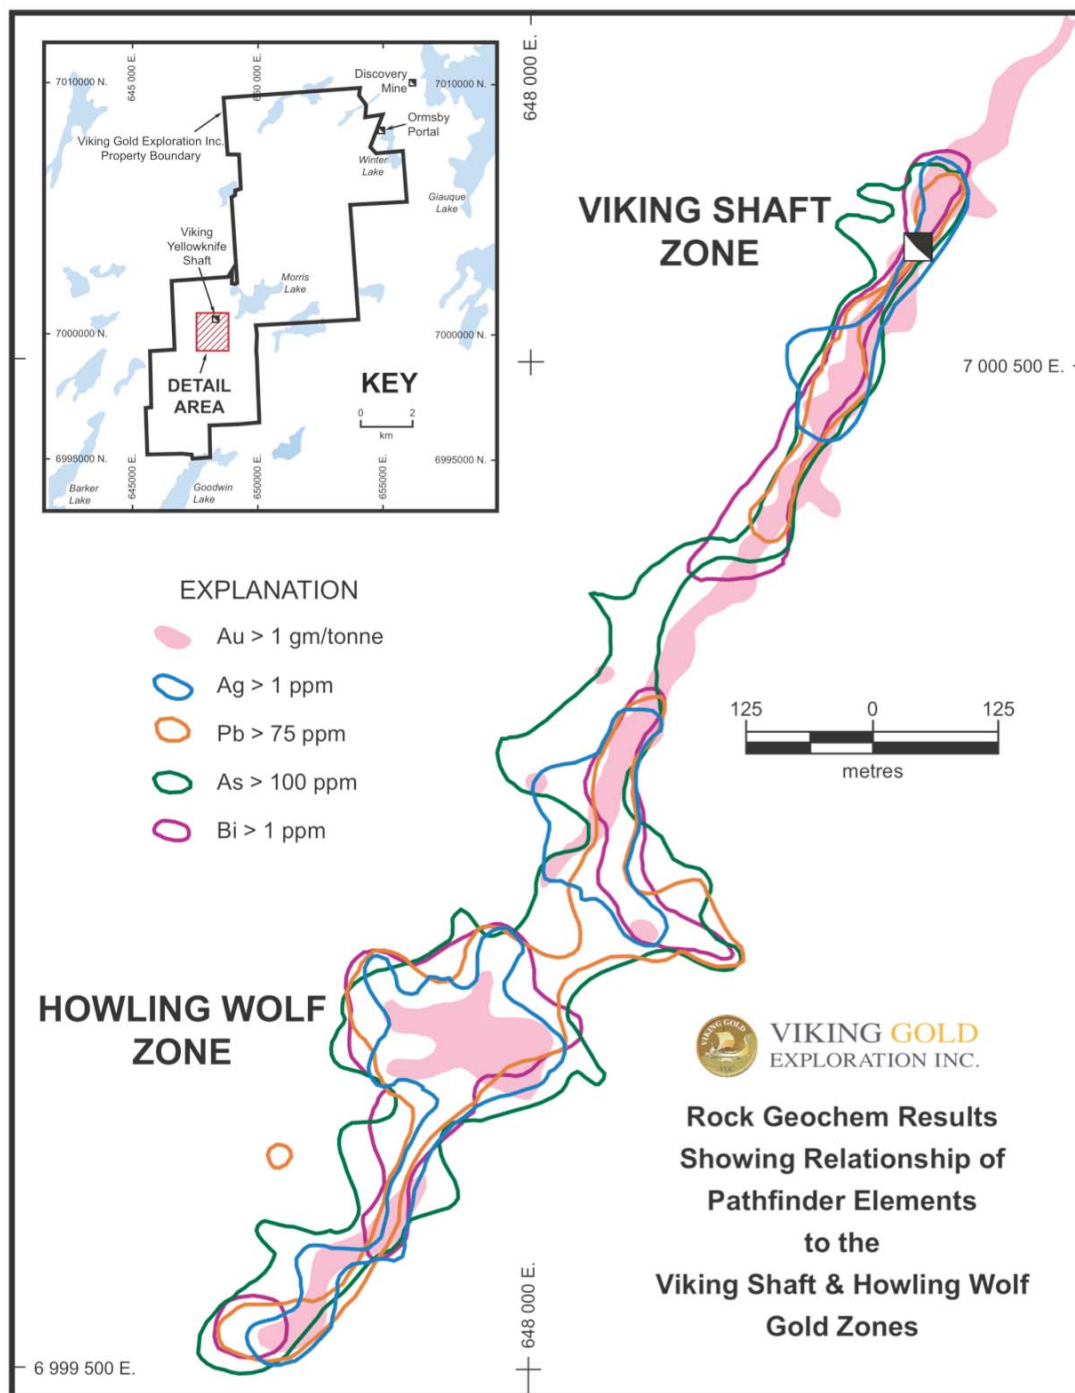 645 000 E.
650 000 E.
648 000 E.
7010000 N.
Discovery
Mine
7010000 N.
Ormsby
Portal
Viking Gold Exploration Inc.
Property Boundary
Winter
Lake
Giauque
Lake
VIKING SHAFT
ZONE
Viking
Yellowknife
Shaft
Morris
Lake
7000000 N.
7000000 N.
7 000 500 E.
DETAIL
AREA
KEY
0 2
km
6995000 N.
6995000 N.
645000 E.
650000 E.
655000 E.
Barker
Lake
Goodwin
Lake
EXPLANATION
Au > 1 gm/tonne
Ag > 1 ppm
Pb > 75 ppm
As > 100 ppm
Bi > 1 ppm
125 0 125
metres
HOWLING WOLF
ZONE
VIKING GOLD
VIKING GOLD
EXPLORATION INC.
Rock Geochem Results
Showing Relationship of
Pathfinder Elements
to the
Viking Shaft & Howling Wolf
Gold Zones
648 000 E.
6 999 500 E.